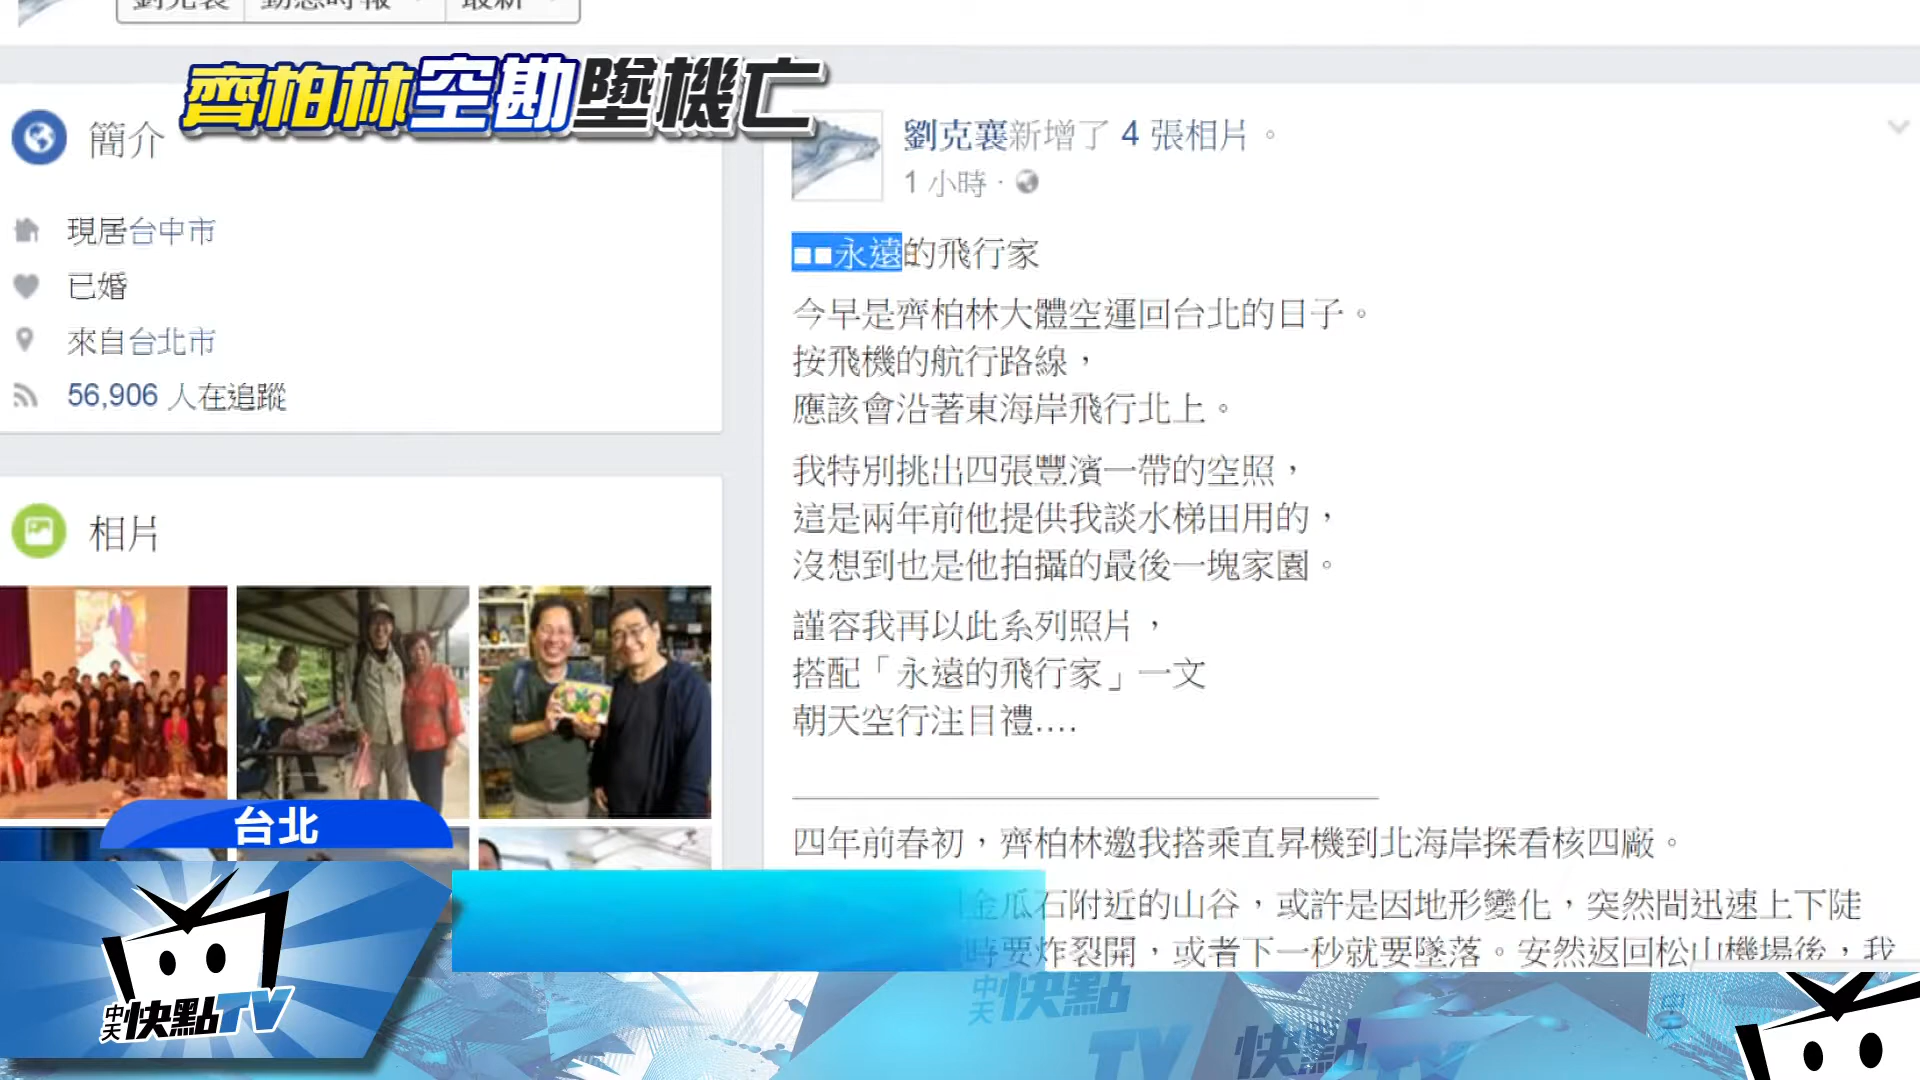 劉克襄 動態時報 最新
齊柏林空勘墜機亡
簡介
現居台中市
已婚
來自台北市
56,906 人在追蹤
相片
劉克襄新增了 4 張相片。
1 小時 ·
■■永遠的飛行家
今早是齊柏林大體空運回台北的日子。
按飛機的航行路線，
應該會沿著東海岸飛行北上。
我特別挑出四張豐濱一帶的空照，
這是兩年前他提供我談水梯田用的，
沒想到也是他拍攝的最後一塊家園。
謹容我再以此系列照片，
搭配「永遠的飛行家」一文
朝天空行注目禮....
四年前春初，齊柏林邀我搭乘直昇機到北海岸探看核四廠。
金瓜石附近的山谷，或許是因地形變化，突然間迅速上下陡
時要炸裂開，或者下一秒就要墜落。安然返回松山機場後，我
台北
中天快點TV
中天快點TV
快點